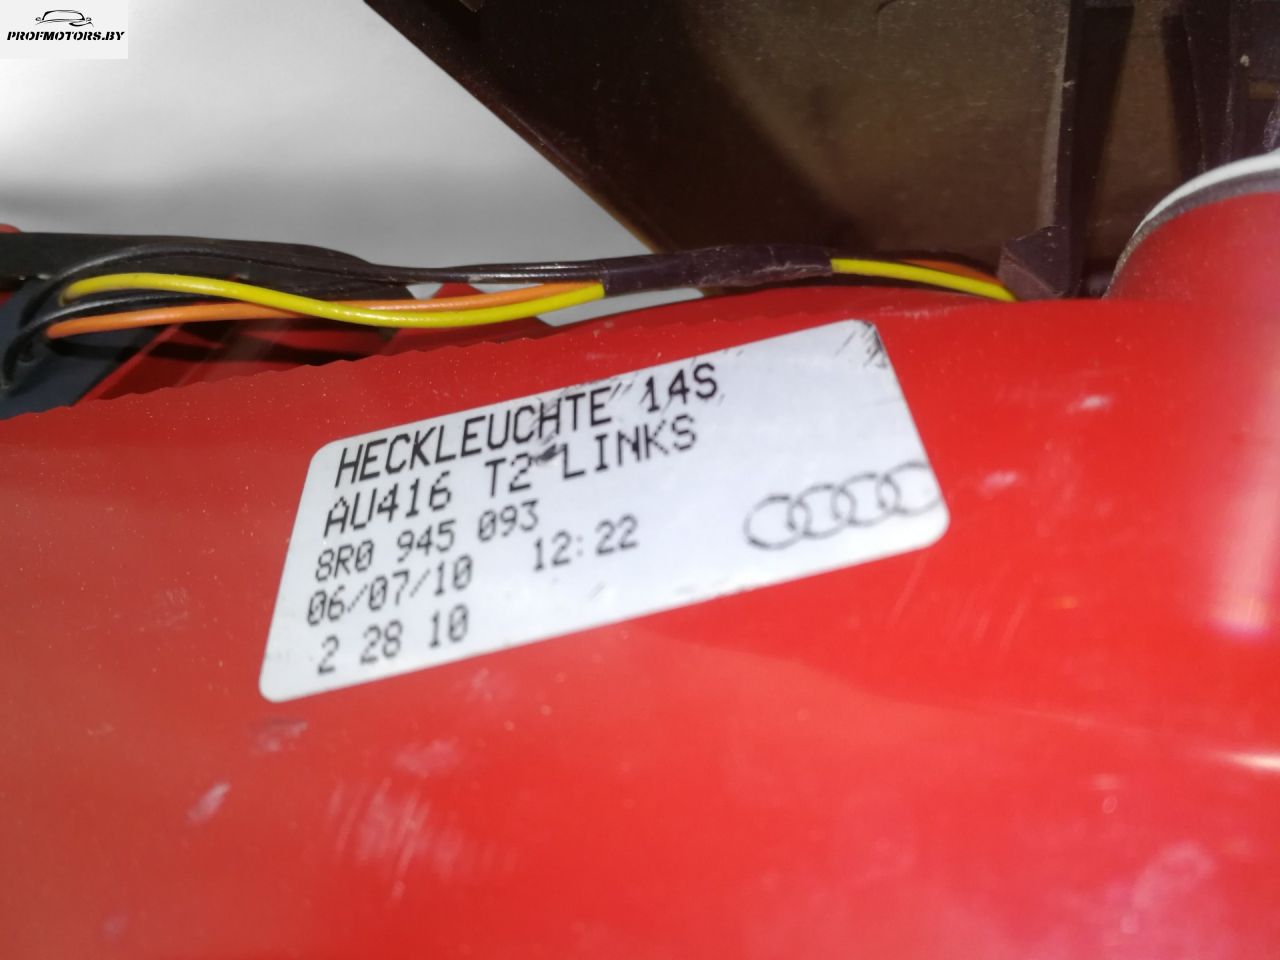 PROFMOTORS.BY
HECKLEUCHTE 14S
AU416 T2 LINKS
8R0 945 093
06/07/10 12:22
2 28 10